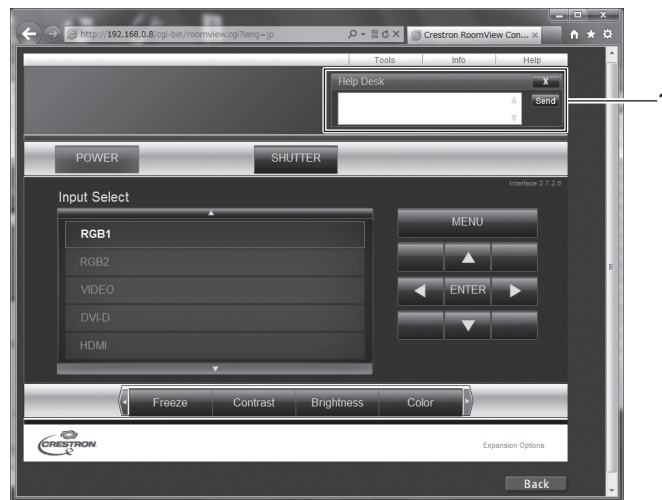 http://192.168.0.8/cgi-bin/roomview.cgi?lang=jp
Crestron RoomView Con... ×
Tools Info Help
Help Desk X
Send
1
POWER SHUTTER
Interface 2.7.2.6
Input Select
RGB1
RGB2
VIDEO
DVI-D
HDMI
MENU
ENTER
Freeze Contrast Brightness Color
CRESTRON
Expansion Options
Back